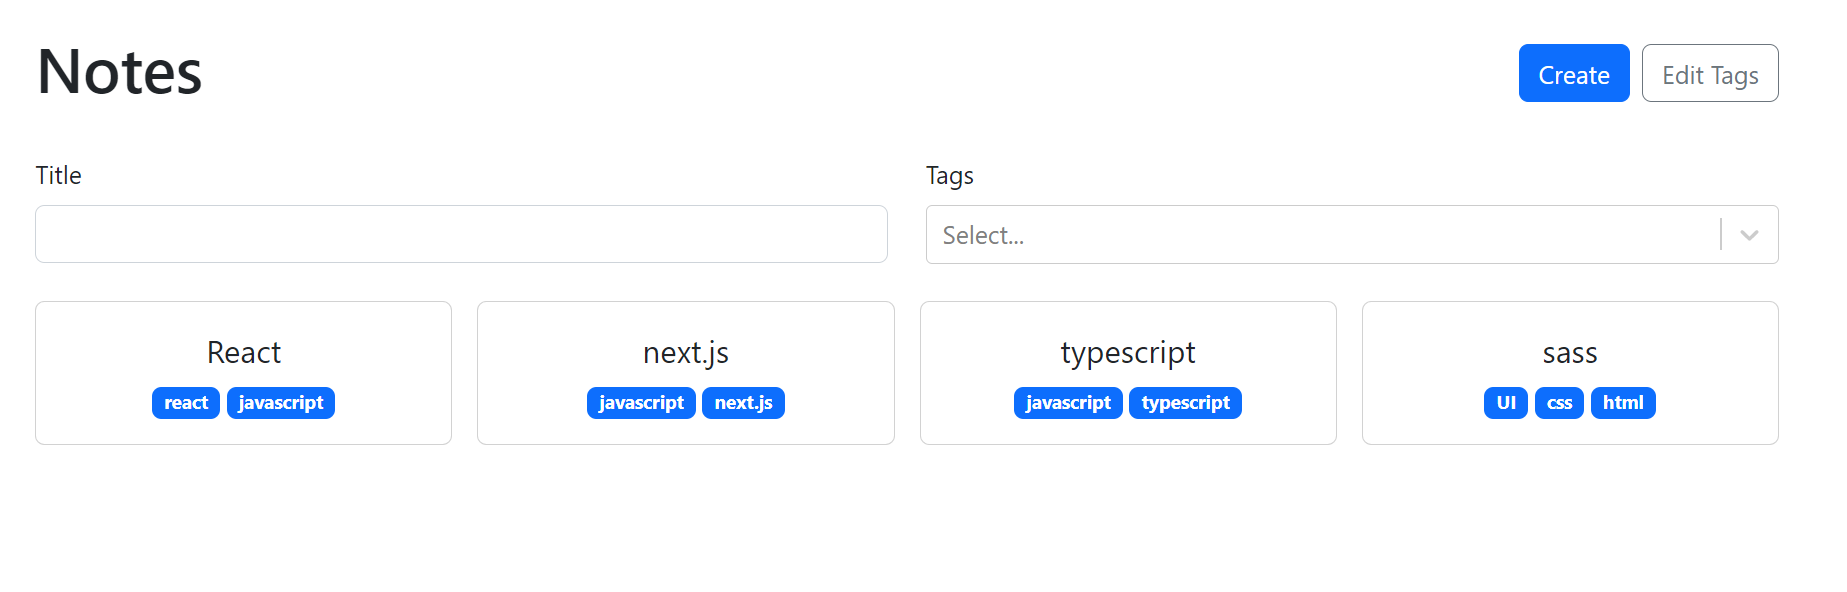 Notes
Create
Edit Tags
Title
Tags
Select...
React
react javascript
next.js
javascript next.js
typescript
javascript typescript
sass
UI css html